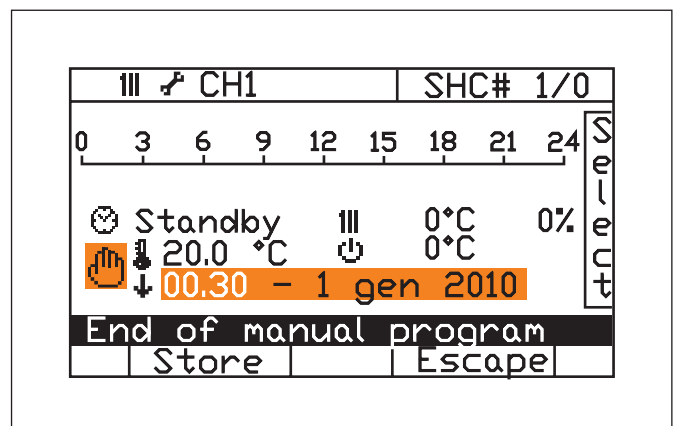 CH1 SHC# 1/0
0 3 6 9 12 15 18 21 24
Select
Standby 0°C 0%
20.0 °C 0°C
00.30 - 1 gen 2010
End of manual program
Store Escape